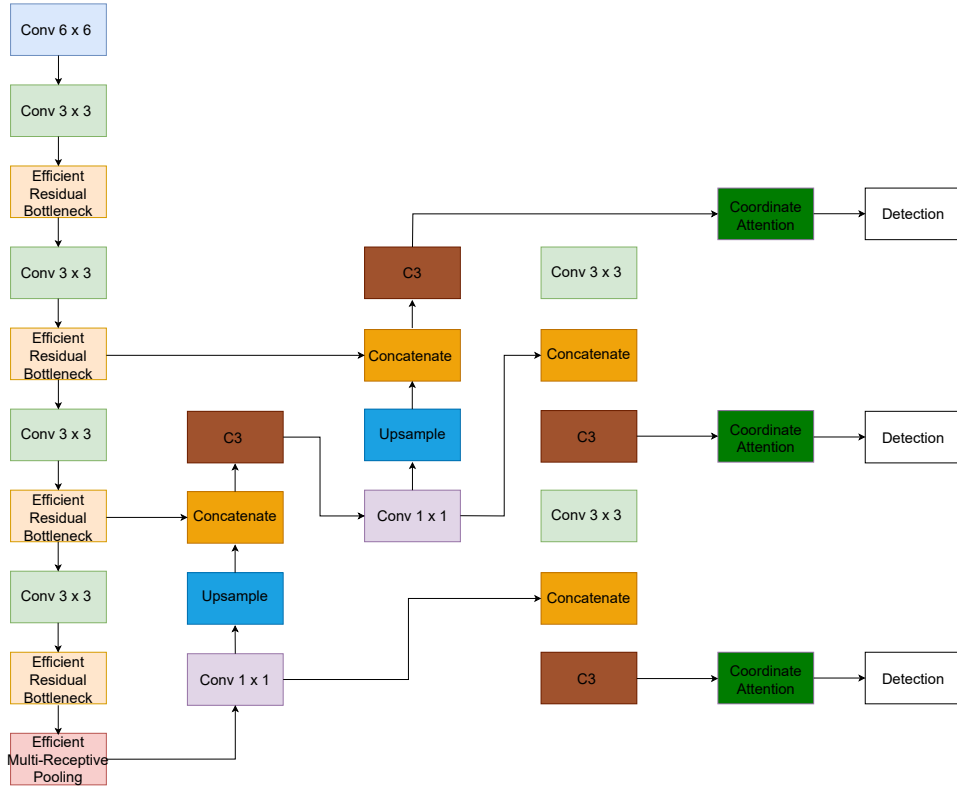 Conv 6 x 6
Conv 3 x 3
Efficient
Residual
Bottleneck
Conv 3 x 3
Efficient
Residual
Bottleneck
Conv 3 x 3
Efficient
Residual
Bottleneck
Conv 3 x 3
Efficient
Residual
Bottleneck
Efficient
Multi-Receptive
Pooling
C3
Concatenate
Upsample
Conv 1 x 1
C3
Concatenate
Upsample
Conv 1 x 1
Conv 3 x 3
Concatenate
C3
Conv 3 x 3
Concatenate
C3
Coordinate
Attention
Detection
Coordinate
Attention
Detection
Coordinate
Attention
Detection